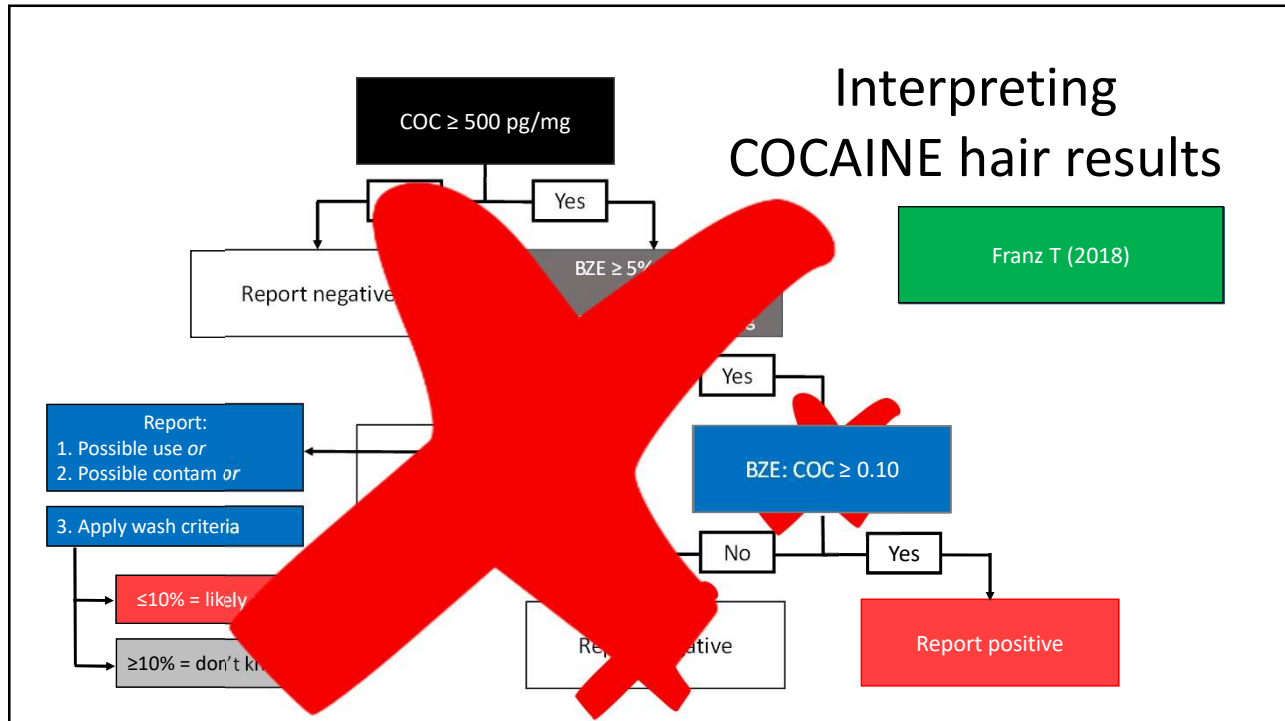 Interpreting
COCAINE hair results
COC ≥ 500 pg/mg
Yes
Franz T (2018)
Report negative
BZE ≥ 5%
Yes
Report:
1. Possible use or
2. Possible contam or
BZE: COC ≥ 0.10
3. Apply wash criteria
No
Yes
≤10% = likely
≥10% = don't
Report positive